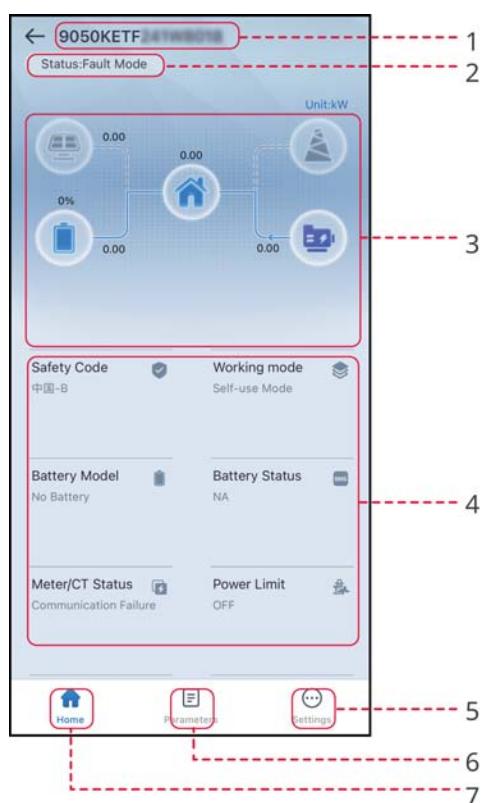 9050KETF
1
Status:Fault Mode
2
Unit:kW
0.00
0.00
0%
0.00
0.00
3
Safety Code
Working mode
中国-B
Self-use Mode
Battery Model
Battery Status
No Battery
NA
4
Meter/CT Status
Power Limit
Communication Failure
OFF
Home
Parameters
Settings
5
6
7